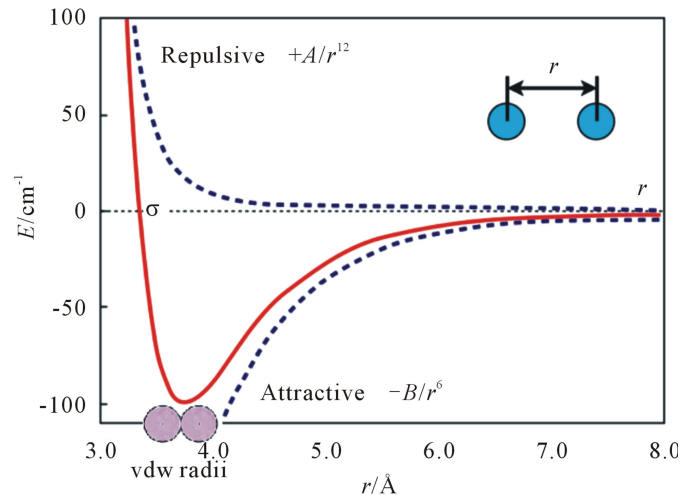 100
50
0
-50
-100
E/cm⁻¹
Repulsive +A/r¹²
r
σ
r
Attractive −B/r⁶
3.0 4.0 5.0 6.0 7.0 8.0
vdw radii
r/Å